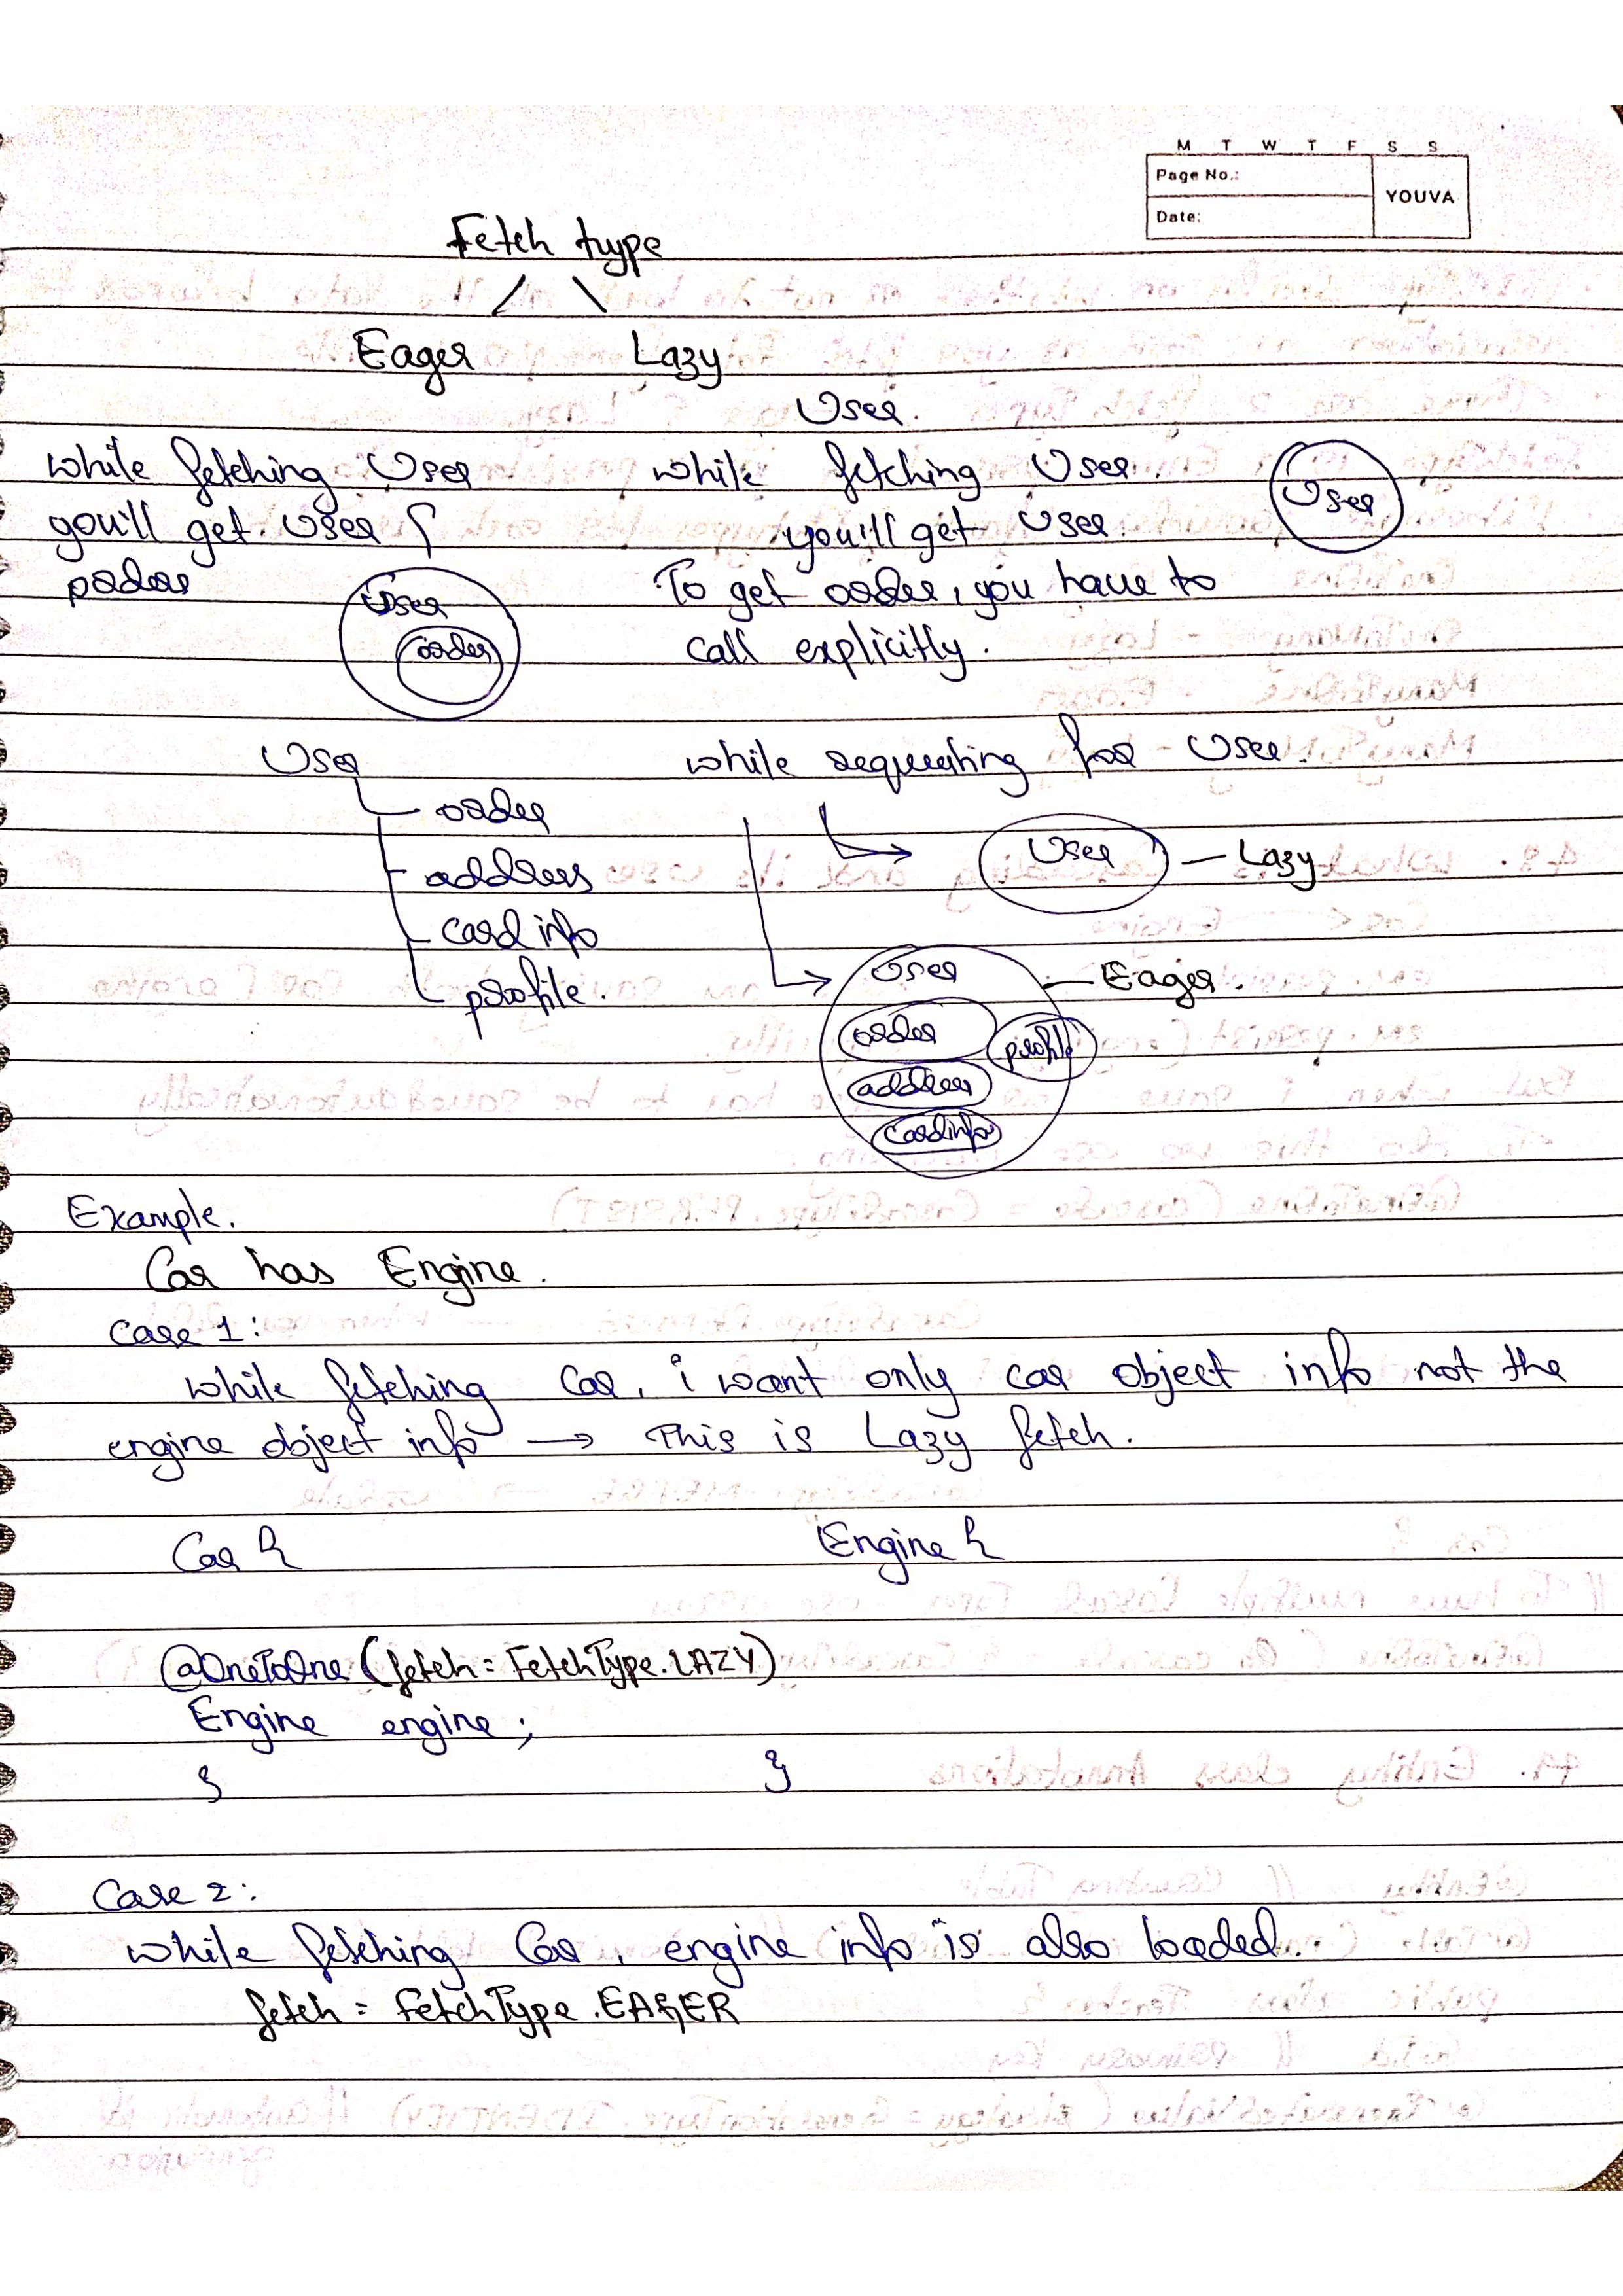 M T W T F S S
Page No.:
YOUVA
Date:
Fetch type
Eager Lazy
User.
while fetching User
you'll get User &
order
User
order
while fetching User.
you'll get User
To get order, you have to
call explicitly.
User
User
order
address
card info
profile.
while requesting for User.
User — Lazy
User — Eager.
order
profile
address
cardinfo
Example.
Car has Engine.
Case 1:
while fetching Car, i want only car object info not the
engine object info → This is Lazy fetch.
Car { Engine {
@OneToOne (fetch = FetchType.LAZY)
Engine engine;
} }
Case 2:
while fetching Car, engine info is also loaded.
fetch = FetchType.EAGER